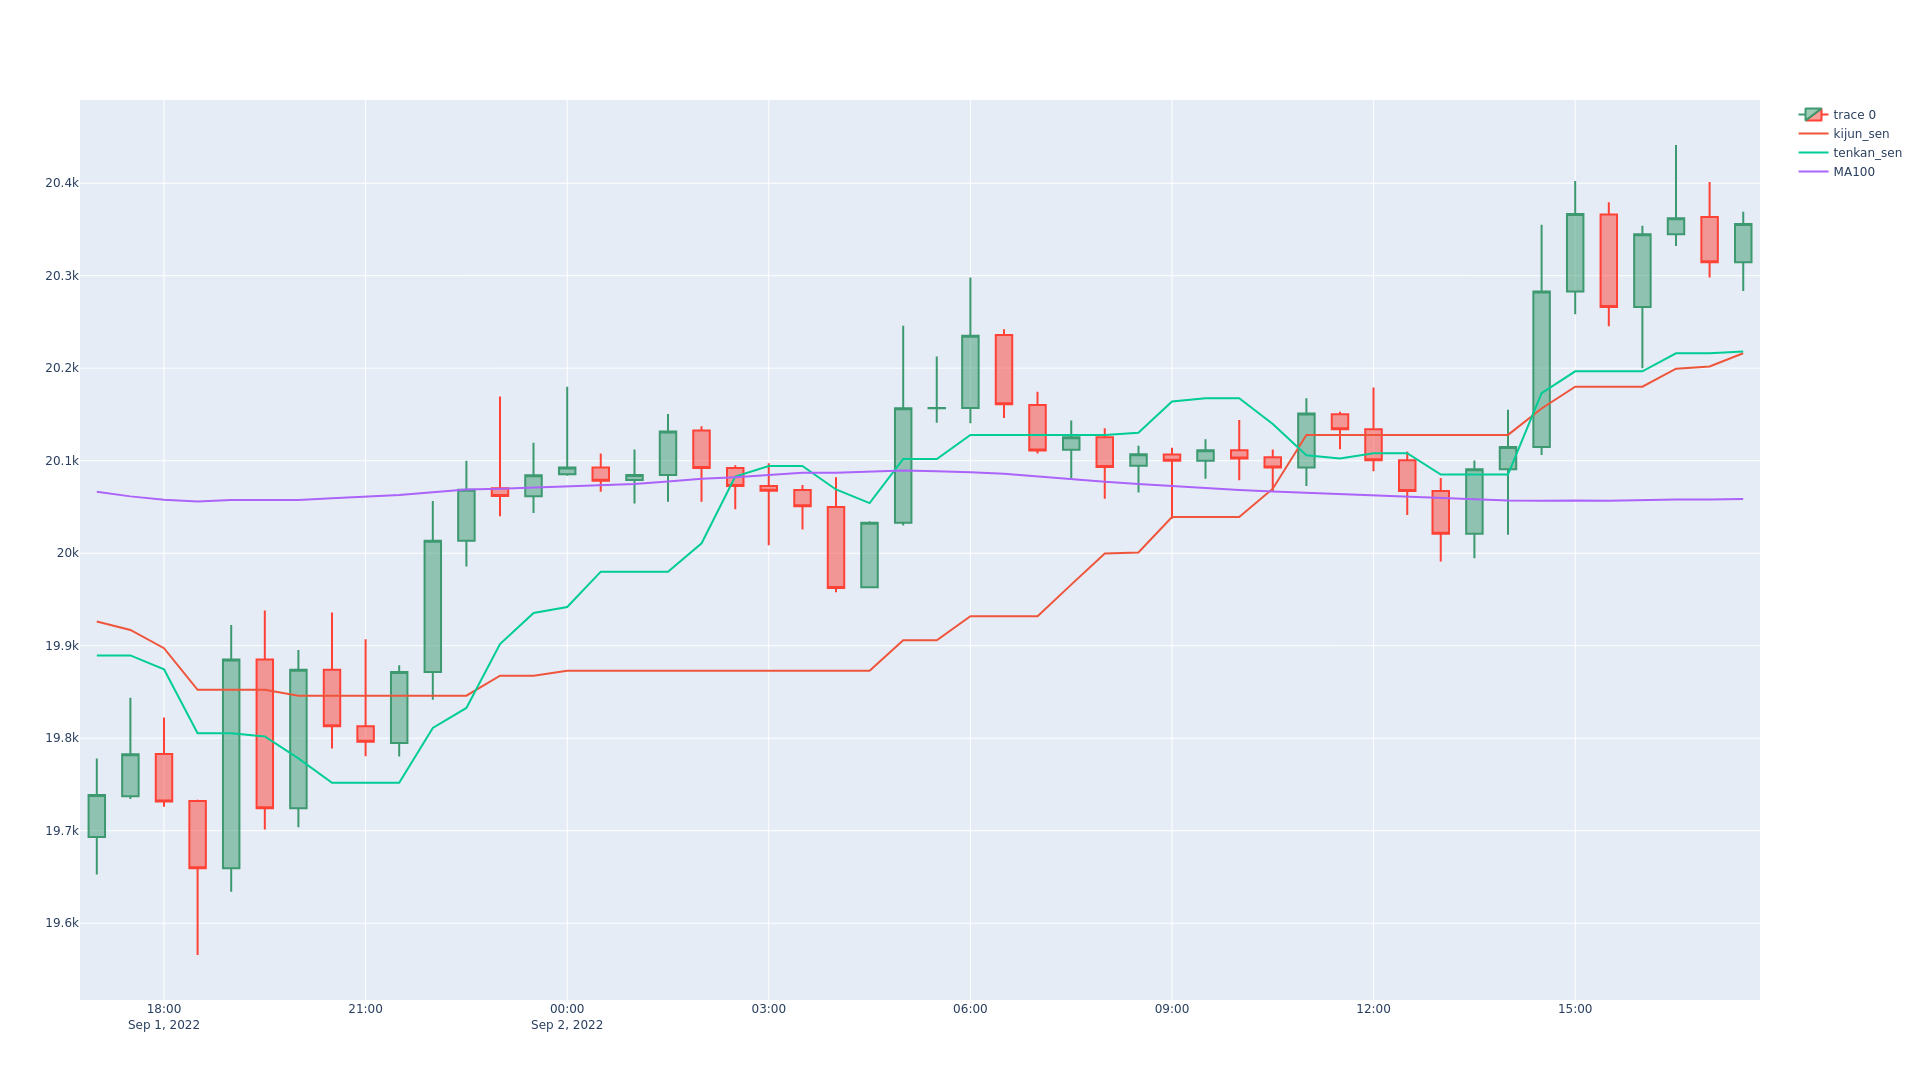 20.4k
20.3k
20.2k
20.1k
20k
19.9k
19.8k
19.7k
19.6k
18:00
Sep 1, 2022
21:00
00:00
Sep 2, 2022
03:00
06:00
09:00
12:00
15:00
trace 0
kijun_sen
tenkan_sen
MA100